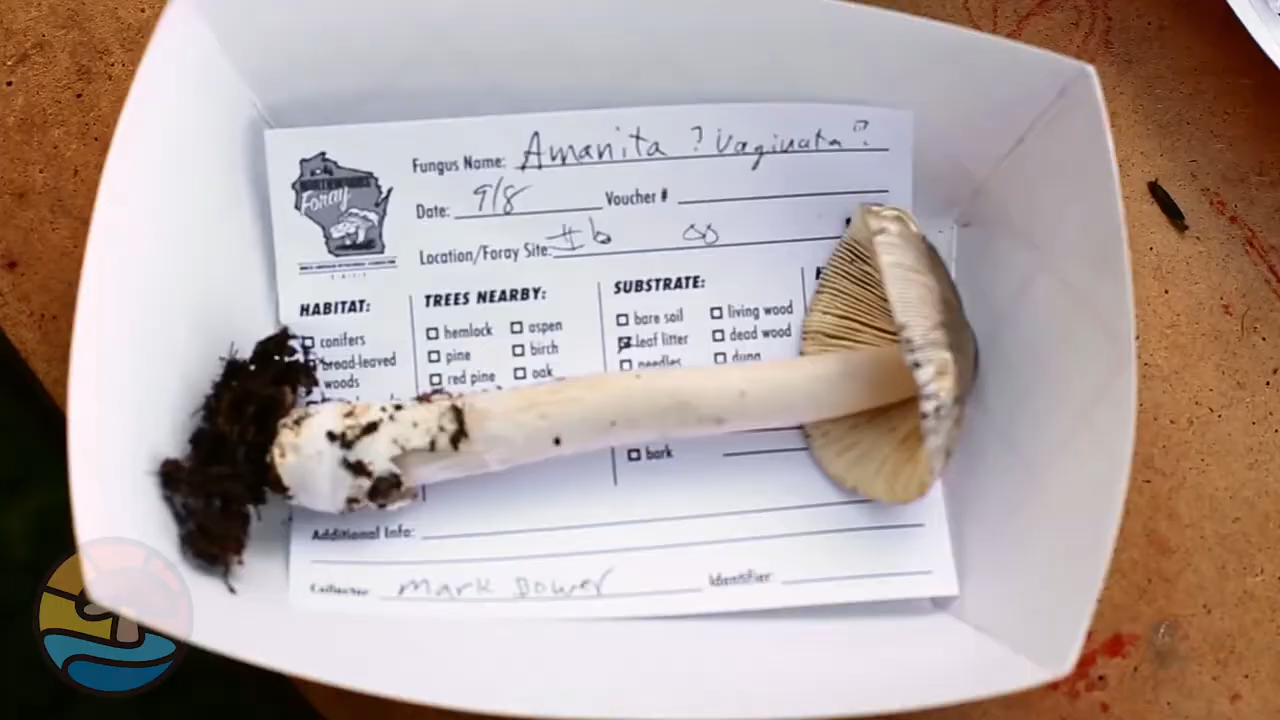 Fungus Name: Amanita ? Vaginata ?
Foray
Date: 9/8 Voucher #
Location/Foray Site: #6
HABITAT:
TREES NEARBY:
SUBSTRATE:
conifers
hemlock
aspen
bare soil
living wood
broad-leaved
woods
pine
birch
leaf litter
dead wood
red pine
oak
needles
dung
bark
Additional Info:
Collector: Mark Bower
Identifier: